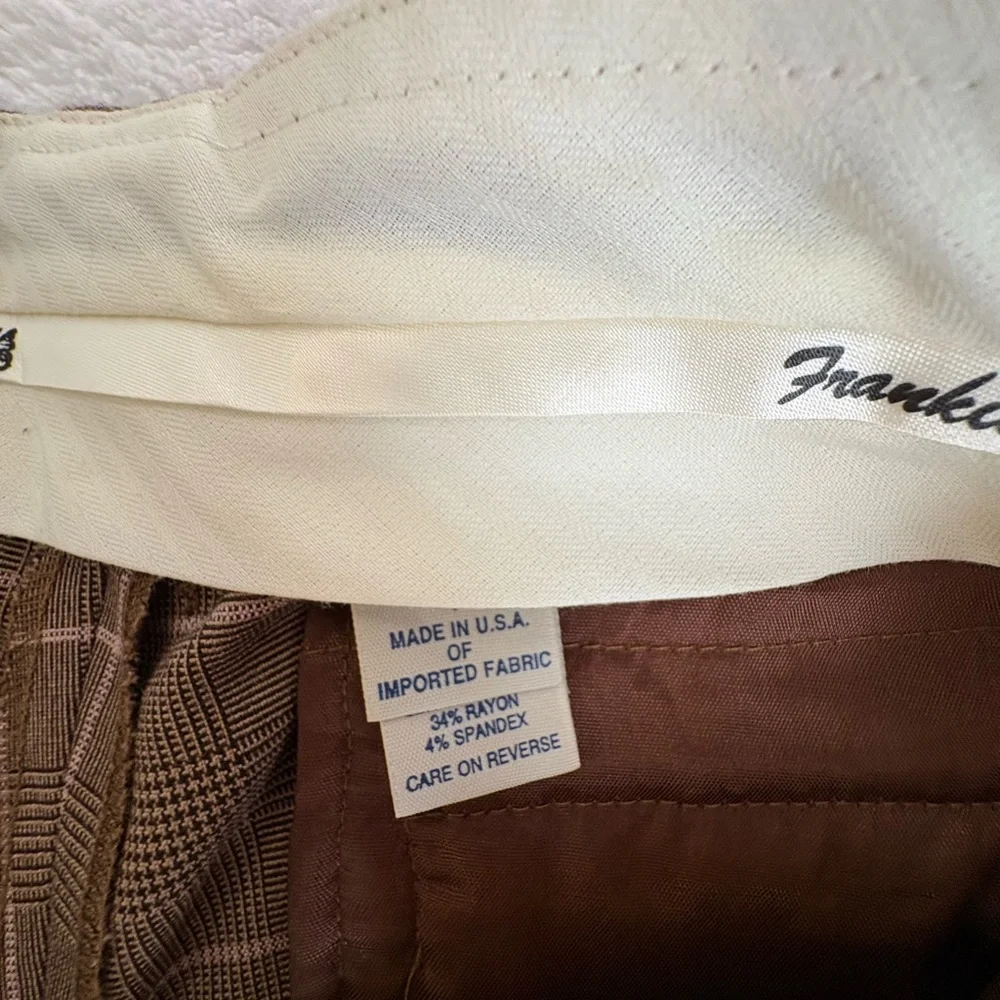 MADE IN U.S.A.
OF
IMPORTED FABRIC
34% RAYON
4% SPANDEX
CARE ON REVERSE